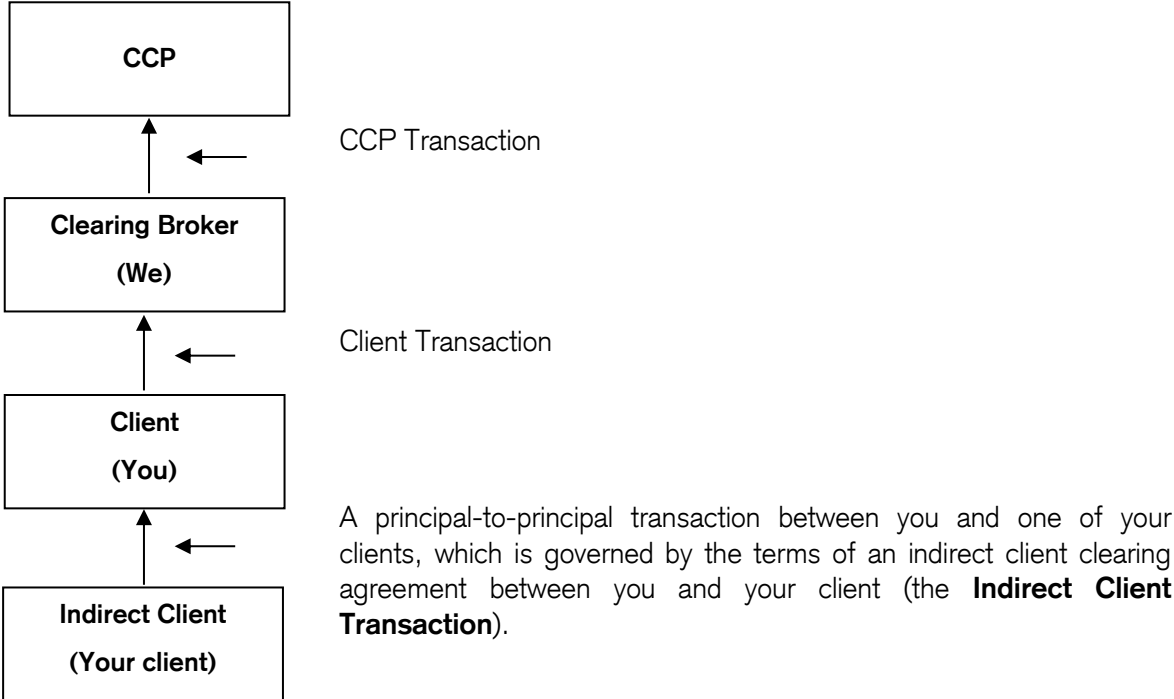 CCP
CCP Transaction
Clearing Broker
(We)
Client Transaction
Client
(You)
A principal-to-principal transaction between you and one of your
clients, which is governed by the terms of an indirect client clearing
agreement between you and your client (the Indirect Client
Transaction).
Indirect Client
(Your client)